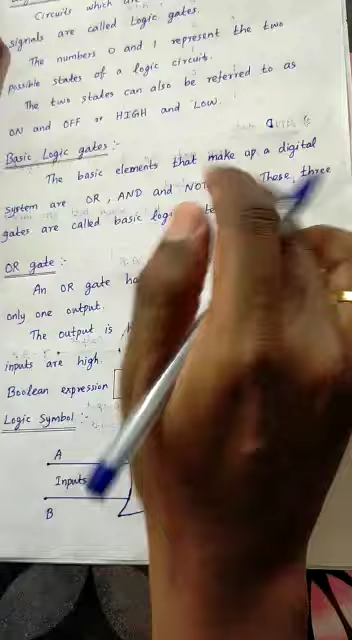 Circuits which are
signals are called Logic gates.
The numbers 0 and 1 represent the two
possible states of a logic circuit.
The two states can also be referred to as
ON and OFF or HIGH and LOW.
Basic Logic gates :-
The basic elements that make up a digital
system are OR, AND and NOT These three
gates are called basic logic
OR gate :-
An OR gate
only one output.
The output is
inputs are high.
Boolean expression
Logic Symbol :-
A
Inputs
B